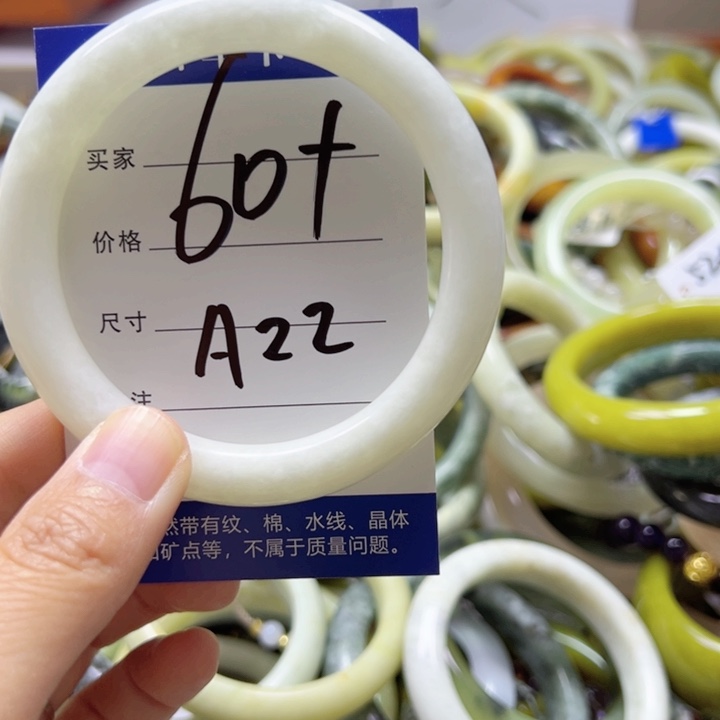 买家
60+
价格
尺寸
A22
注
然带有纹、棉、水线、晶体
矿点等，不属于质量问题。